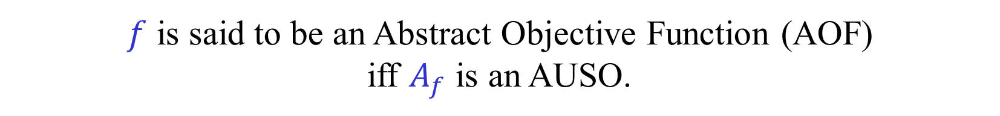 f is said to be an Abstract Objective Function (AOF)
iff A_f is an AUSO.